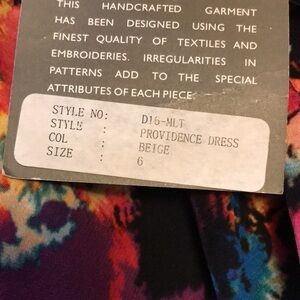 THIS HANDCRAFTED GARMENT
HAS BEEN DESIGNED USING THE
FINEST QUALITY OF TEXTILES AND
EMBROIDERIES. IRREGULARITIES IN
PATTERNS ADD TO THE SPECIAL
ATTRIBUTES OF EACH PIECE.
STYLE NO: D16-MLT
STYLE : PROVIDENCE DRESS
COL : BEIGE
SIZE : 6